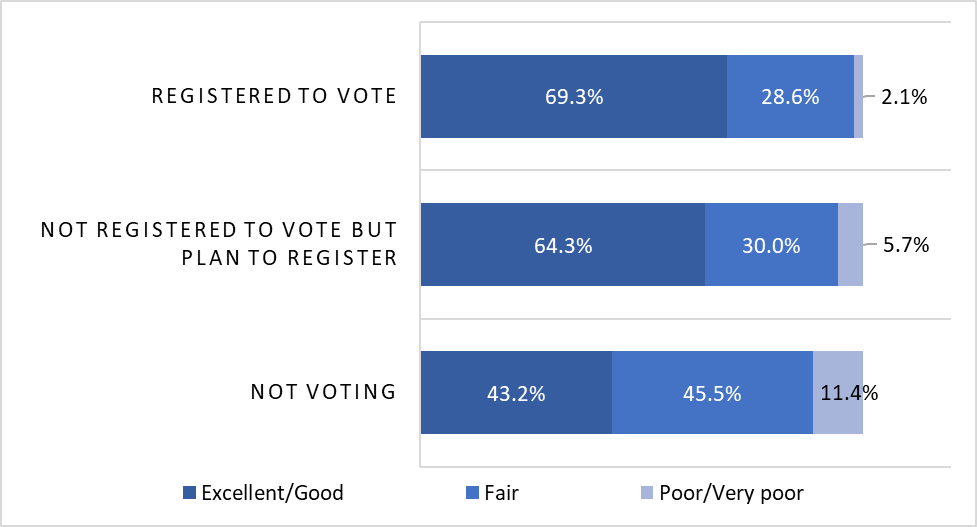 REGISTERED TO VOTE
69.3%
28.6%
2.1%
NOT REGISTERED TO VOTE BUT
PLAN TO REGISTER
64.3%
30.0%
5.7%
NOT VOTING
43.2%
45.5%
11.4%
Excellent/Good
Fair
Poor/Very poor